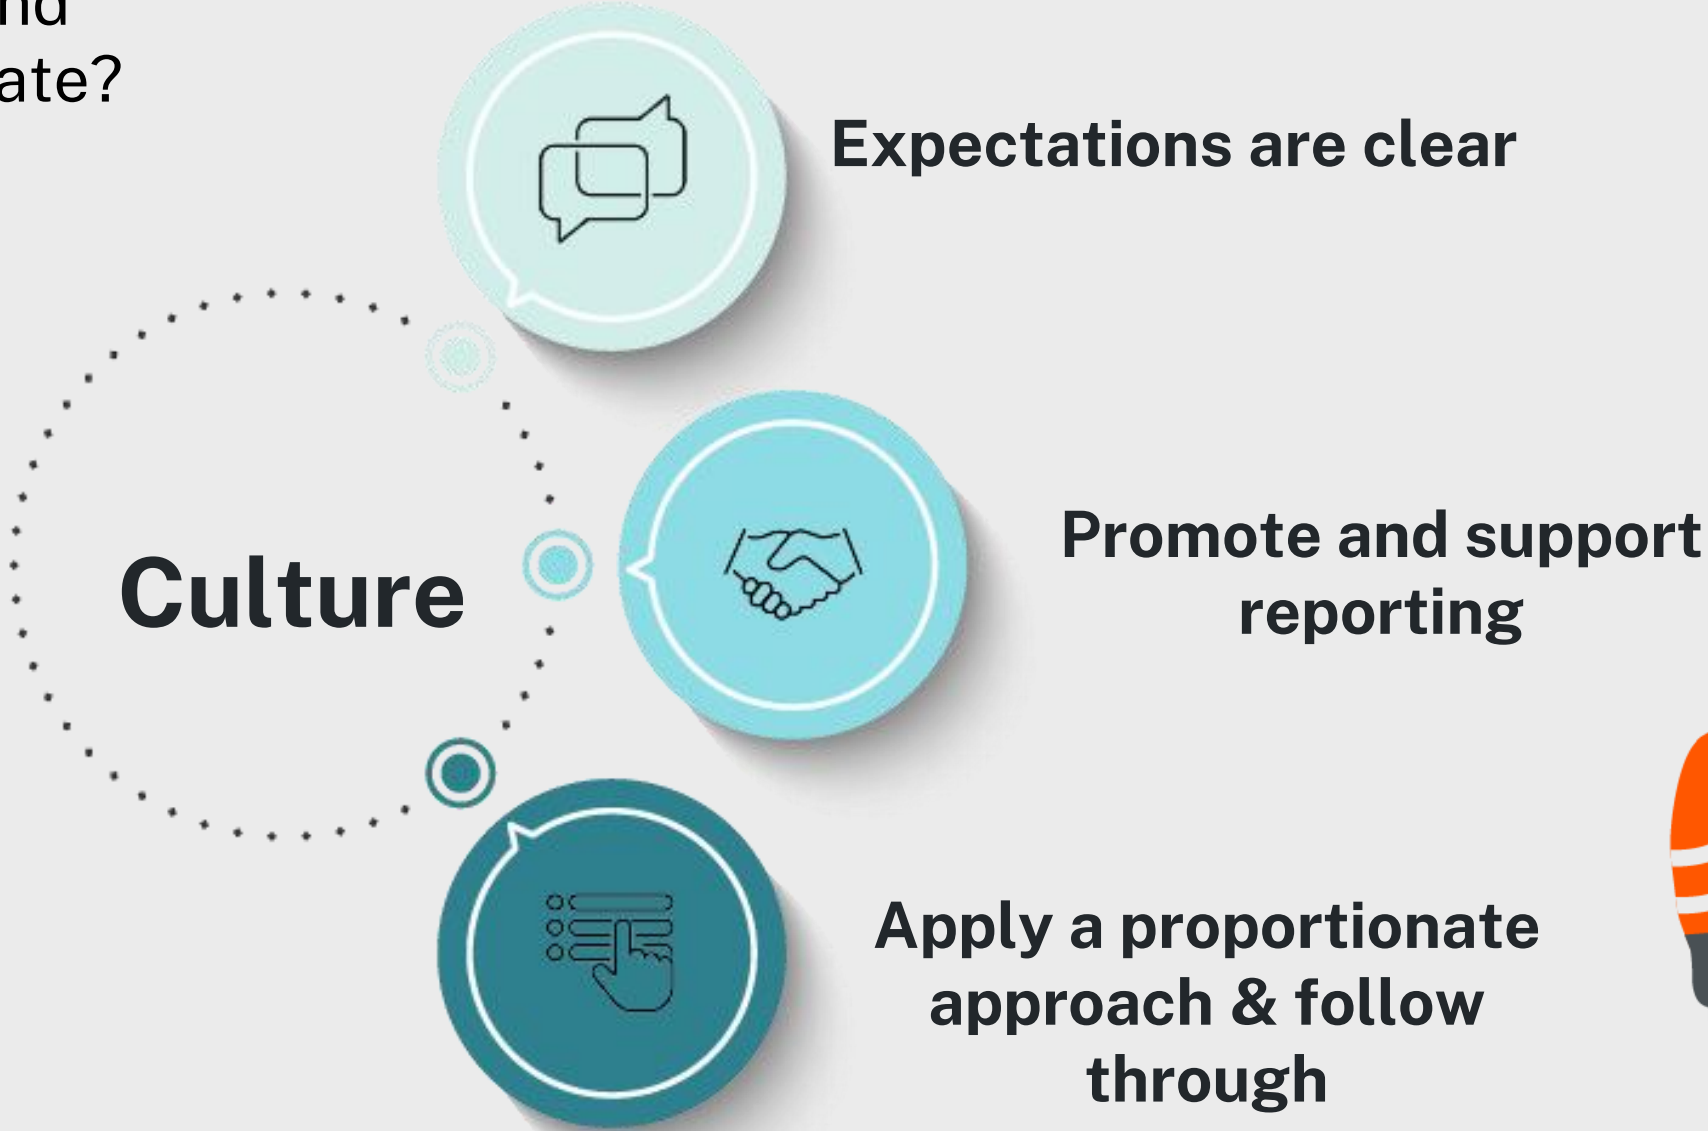 ate?
Expectations are clear
Culture
Promote and support
reporting
Apply a proportionate
approach & follow
through